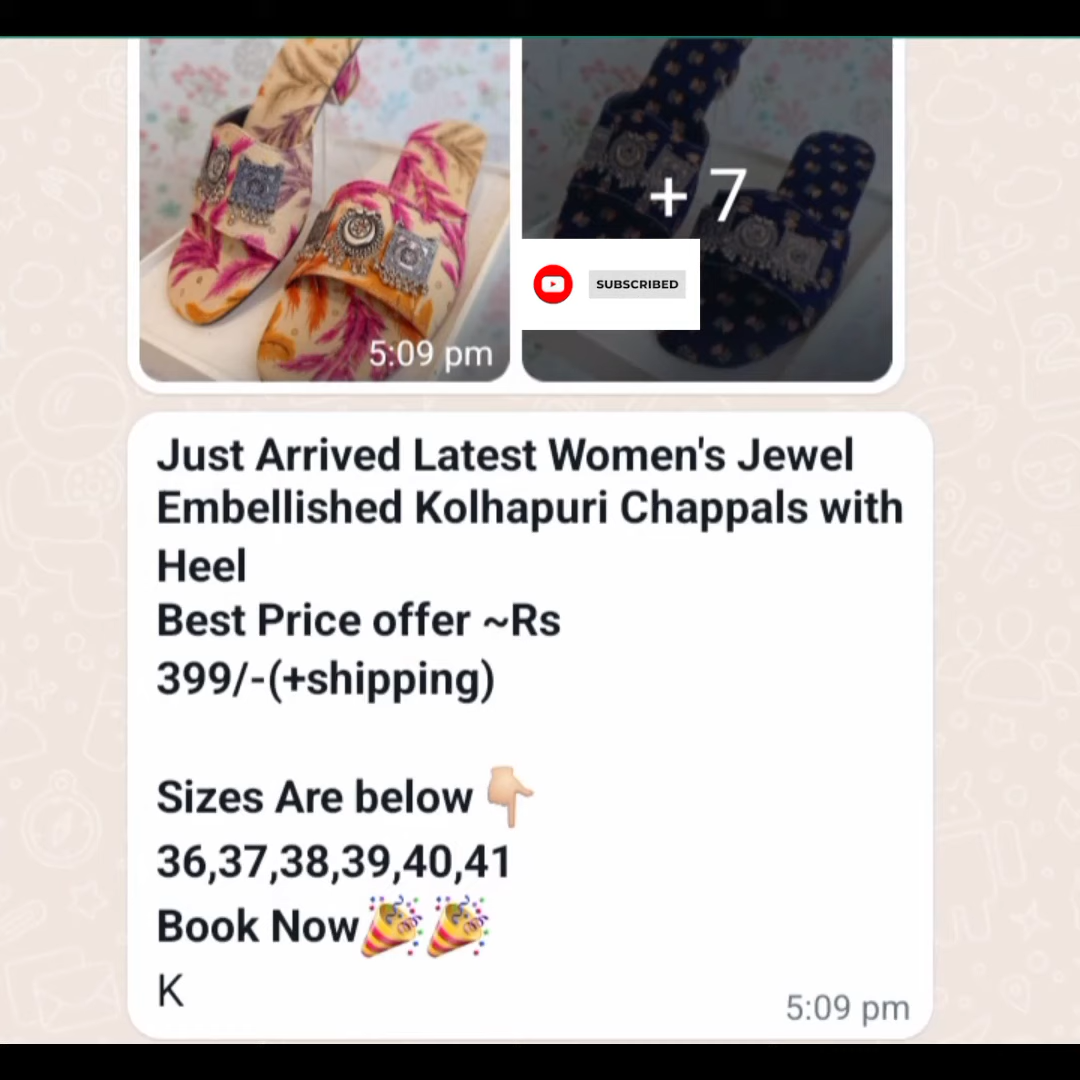 + 7
SUBSCRIBED
5:09 pm
Just Arrived Latest Women's Jewel
Embellished Kolhapuri Chappals with
Heel
Best Price offer ~Rs
399/-(+shipping)
Sizes Are below 👇🏻
36,37,38,39,40,41
Book Now🎉🎉
K
5:09 pm